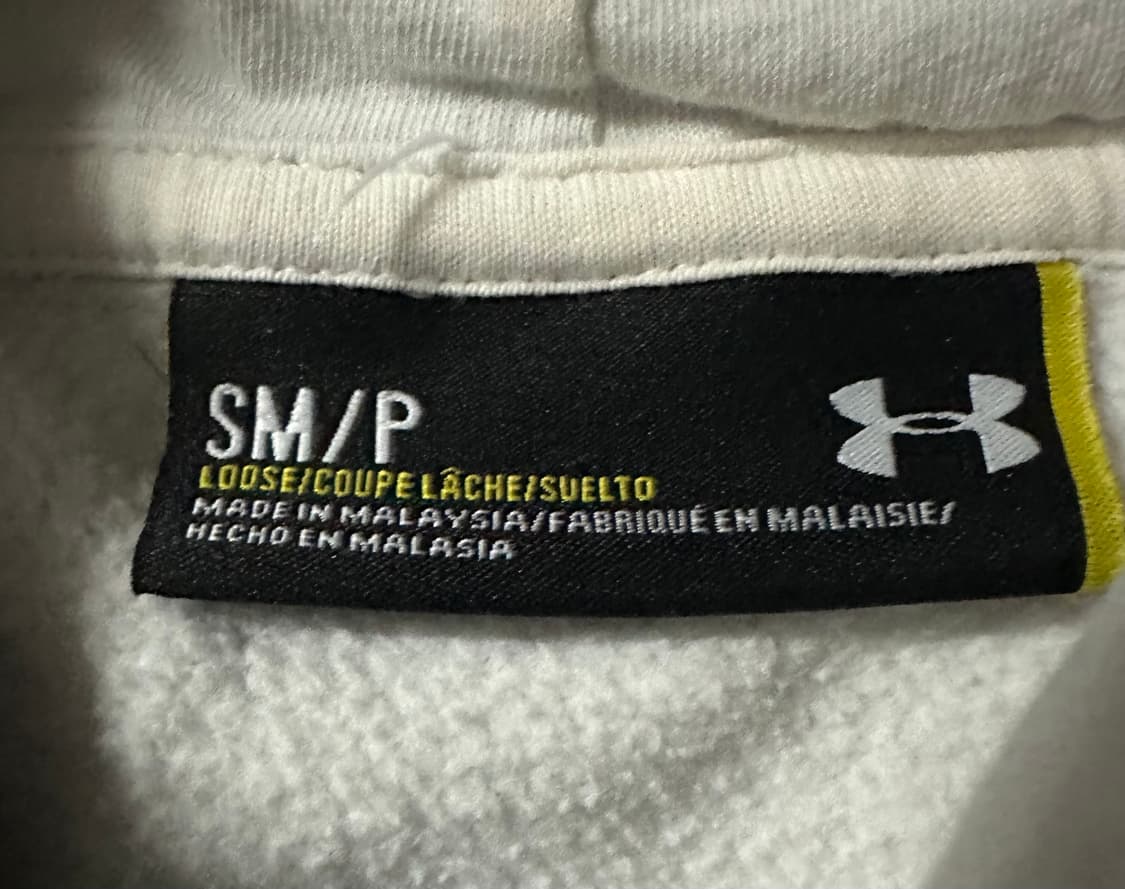 SM/P
LOOSE/COUPE LÂCHE/SUELTO
MADE IN MALAYSIA/FABRIQUÉ EN MALAISIE/
HECHO EN MALASIA